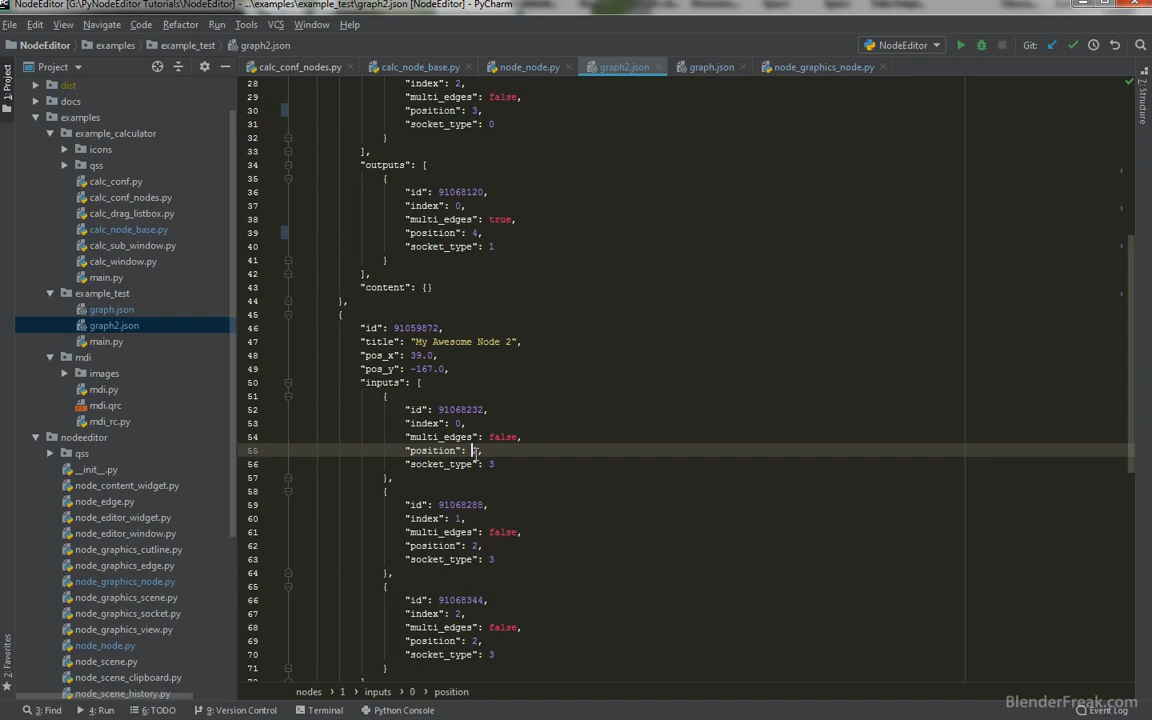 NodeEditor [G:\PyNodeEditor Tutorials\NodeEditor] - ...\examples\example_test\graph2.json [NodeEditor] - PyCharm
File Edit View Navigate Code Refactor Run Tools VCS Window Help
NodeEditor examples example_test graph2.json NodeEditor Git:
Project calc_conf_nodes.py calc_node_base.py node_node.py graph2.json graph.json node_graphics_node.py
1: Project
7: Structure
2: Favorites
dist
docs
examples
example_calculator
icons
qss
calc_conf.py
calc_conf_nodes.py
calc_drag_listbox.py
calc_node_base.py
calc_sub_window.py
calc_window.py
main.py
example_test
graph.json
graph2.json
main.py
mdi
images
mdi.py
mdi.qrc
mdi_rc.py
nodeeditor
qss
__init__.py
node_content_widget.py
node_edge.py
node_editor_widget.py
node_editor_window.py
node_graphics_cutline.py
node_graphics_edge.py
node_graphics_node.py
node_graphics_scene.py
node_graphics_socket.py
node_graphics_view.py
node_node.py
node_scene.py
node_scene_clipboard.py
node_scene_history.py
28 "index": 2,
29 "multi_edges": false,
30 "position": 3,
31 "socket_type": 0
32 }
33 ],
34 "outputs": [
35 {
36 "id": 91068120,
37 "index": 0,
38 "multi_edges": true,
39 "position": 4,
40 "socket_type": 1
41 }
42 ],
43 "content": {}
44 },
45 {
46 "id": 91059872,
47 "title": "My Awesome Node 2",
48 "pos_x": 39.0,
49 "pos_y": -167.0,
50 "inputs": [
51 {
52 "id": 91068232,
53 "index": 0,
54 "multi_edges": false,
55 "position": ,
56 "socket_type": 3
57 },
58 {
59 "id": 91068288,
60 "index": 1,
61 "multi_edges": false,
62 "position": 2,
63 "socket_type": 3
64 },
65 {
66 "id": 91068344,
67 "index": 2,
68 "multi_edges": false,
69 "position": 2,
70 "socket_type": 3
71 }
nodes 1 inputs 0 position
3: Find 4: Run 6: TODO 9: Version Control Terminal Python Console Event Log
BlenderFreak.com